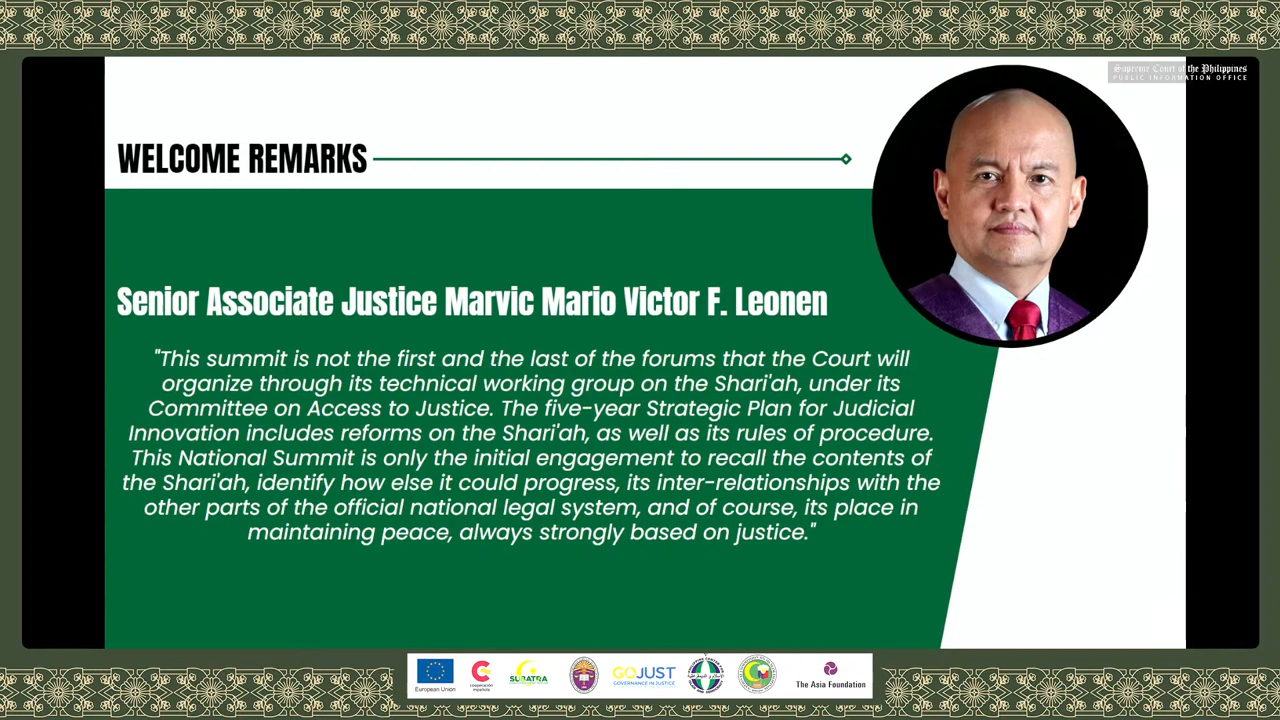 Supreme Court of the Philippines
PUBLIC INFORMATION OFFICE
WELCOME REMARKS
Senior Associate Justice Marvic Mario Victor F. Leonen
"This summit is not the first and the last of the forums that the Court will
organize through its technical working group on the Shari'ah, under its
Committee on Access to Justice. The five-year Strategic Plan for Judicial
Innovation includes reforms on the Shari'ah, as well as its rules of procedure.
This National Summit is only the initial engagement to recall the contents of
the Shari'ah, identify how else it could progress, its inter-relationships with the
other parts of the official national legal system, and of course, its place in
maintaining peace, always strongly based on justice."
European Union
cooperación
española
SUBATRA
GOJUST
GOVERNANCE IN JUSTICE
The Asia Foundation